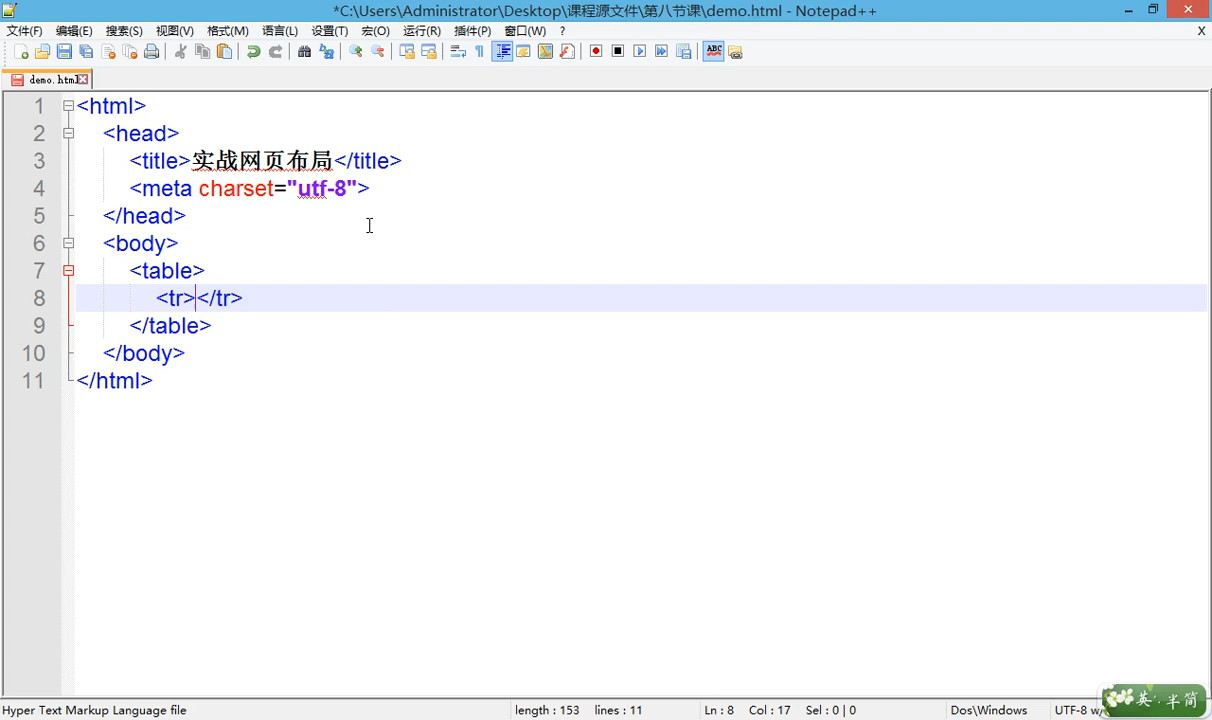 *C:\Users\Administrator\Desktop\课程源文件\第八节课\demo.html - Notepad++
文件(F) 编辑(E) 搜索(S) 视图(V) 格式(M) 语言(L) 设置(T) 宏(O) 运行(R) 插件(P) 窗口(W) ? X
demo.html
1 <html>
2 <head>
3 <title>实战网页布局</title>
4 <meta charset="utf-8">
5 </head>
6 <body>
7 <table>
8 <tr></tr>
9 </table>
10 </body>
11 </html>
Hyper Text Markup Language file length : 153 lines : 11 Ln : 8 Col : 17 Sel : 0 | 0 Dos\Windows UTF-8
英 半 简